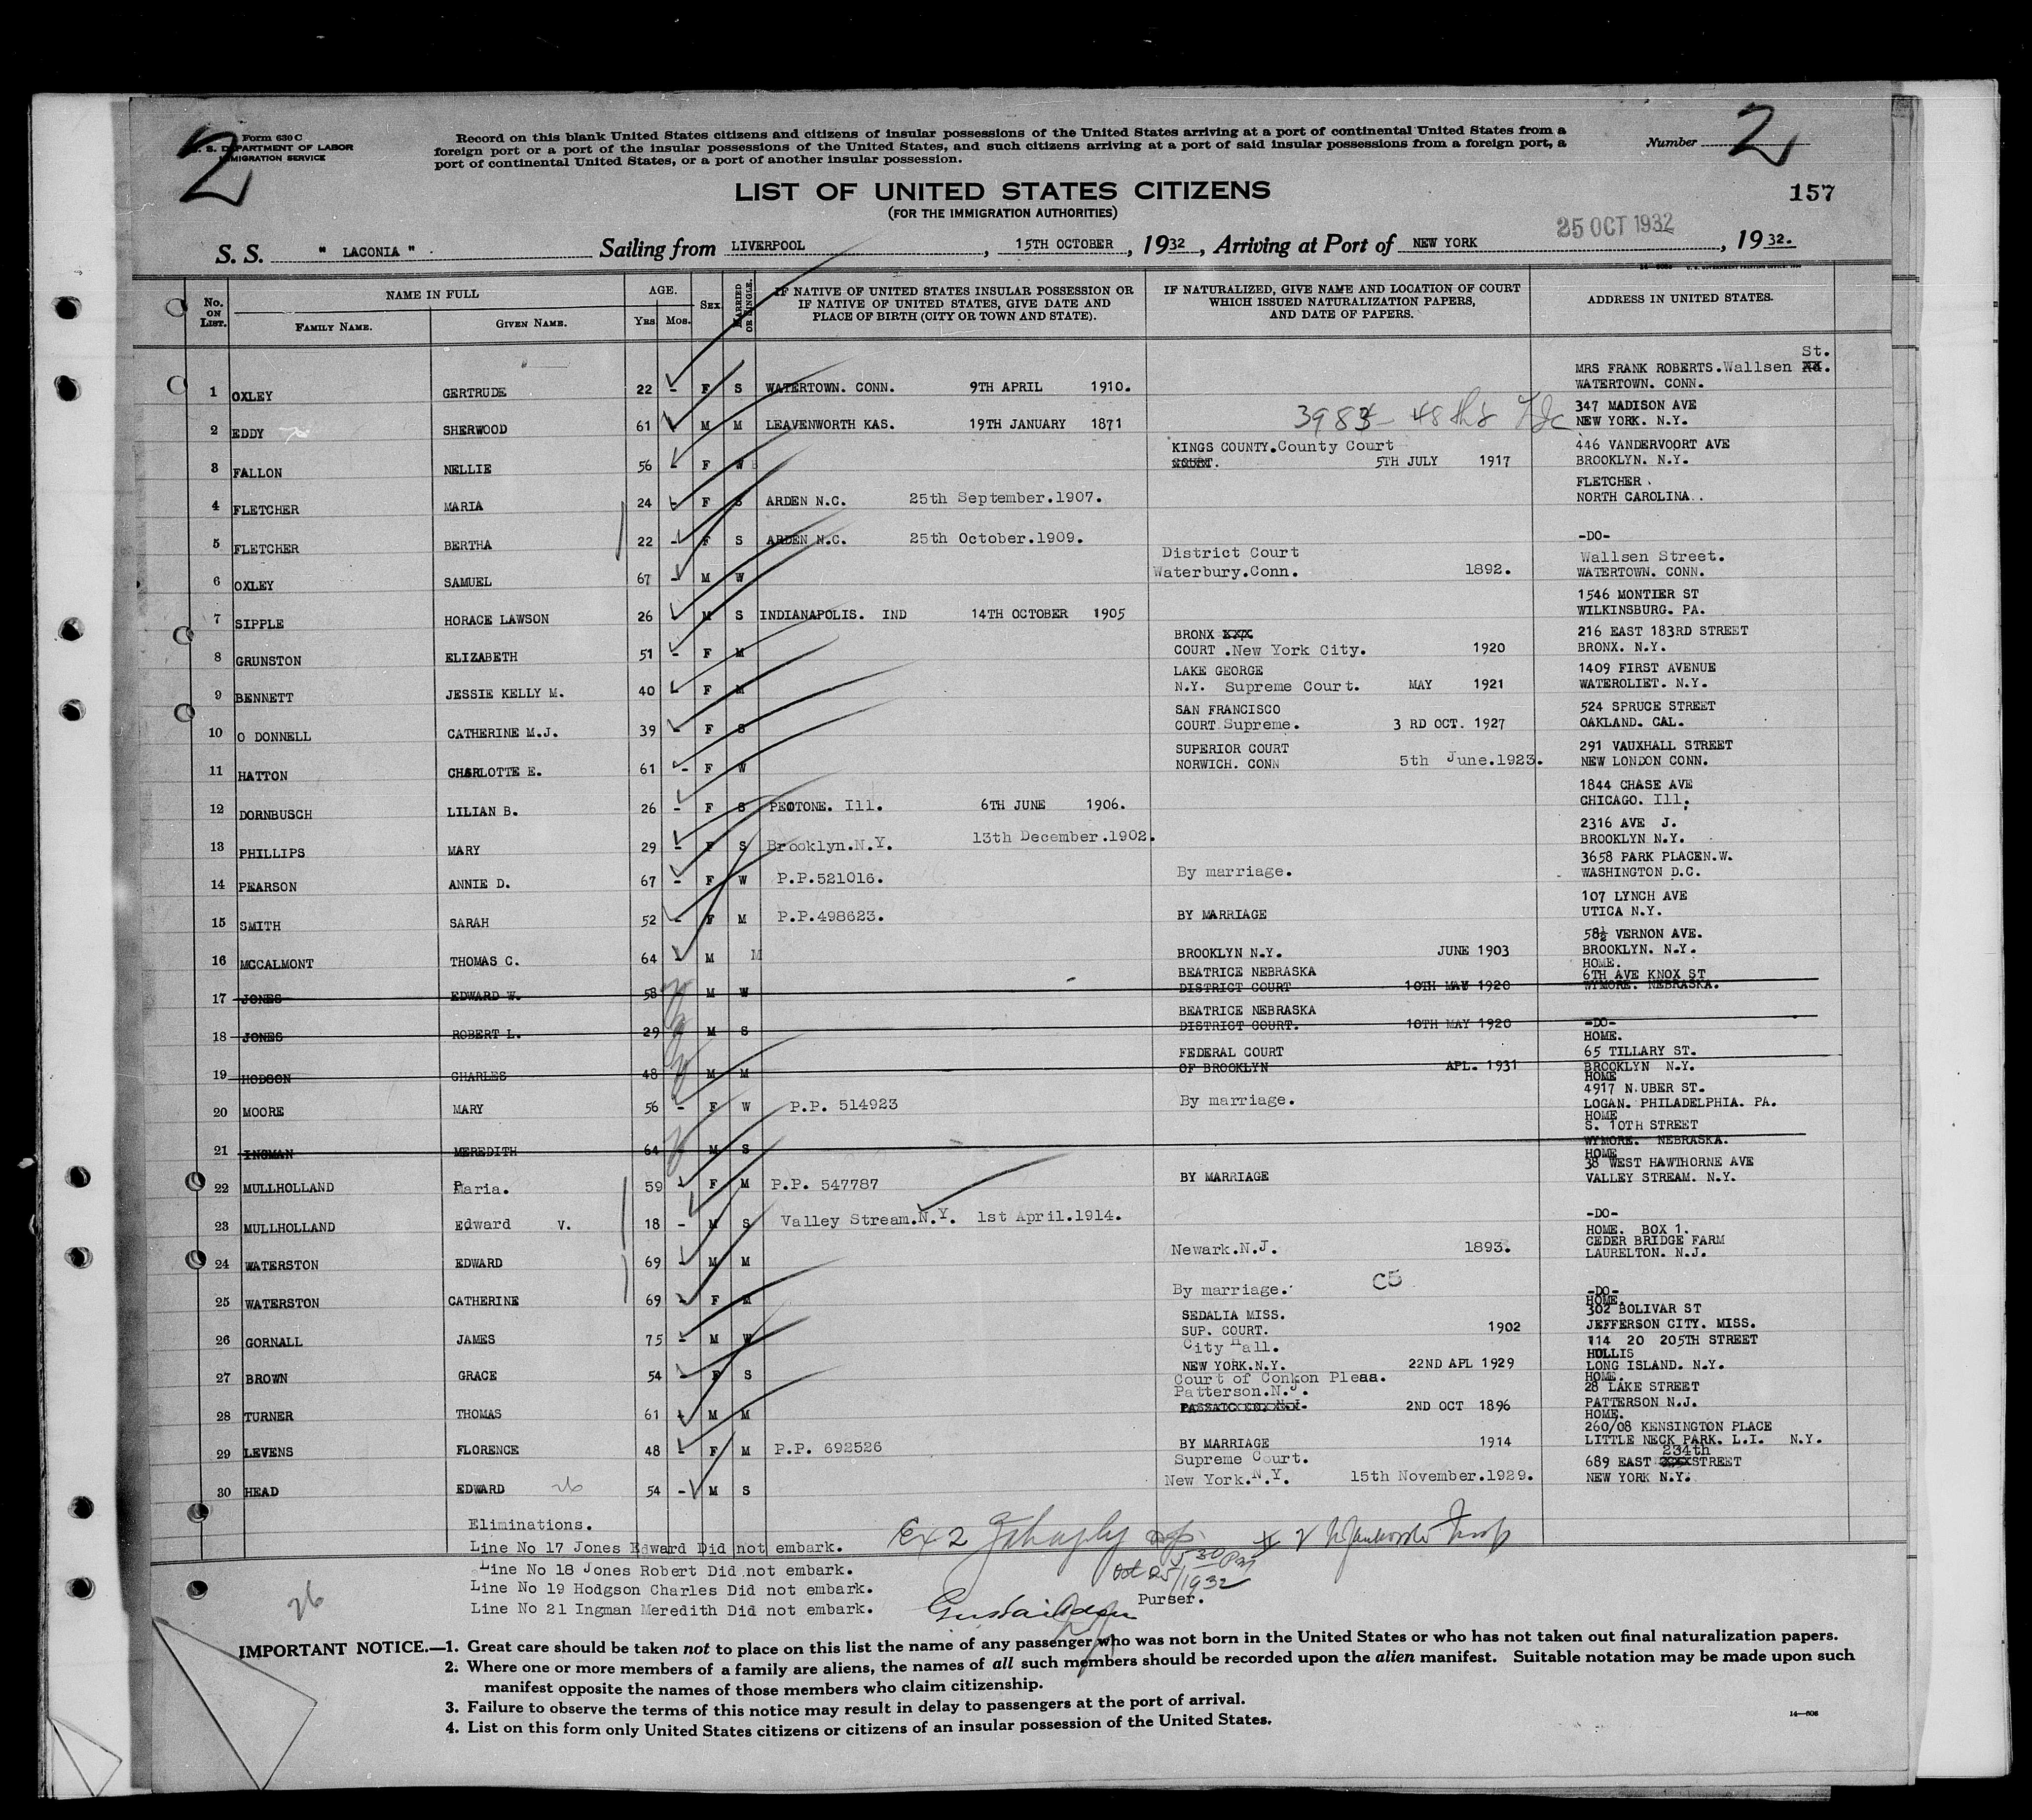 2
Form 630 C
U. S. DEPARTMENT OF LABOR
IMMIGRATION SERVICE
Record on this blank United States citizens and citizens of insular possessions of the United States arriving at a port of continental United States from a
foreign port or a port of the insular possessions of the United States, and such citizens arriving at a port of said insular possessions from a foreign port, a
port of continental United States, or a port of another insular possession.
Number 2
157
LIST OF UNITED STATES CITIZENS
(FOR THE IMMIGRATION AUTHORITIES)
25 OCT 1932
S. S. " LACONIA " Sailing from LIVERPOOL, 15TH OCTOBER, 1932, Arriving at Port of NEW YORK, 1932.
No. ON LIST. NAME IN FULL FAMILY NAME. GIVEN NAME. AGE. YRS. MOS. SEX MARRIED OR SINGLE. IF NATIVE OF UNITED STATES INSULAR POSSESSION OR IF NATIVE OF UNITED STATES, GIVE DATE AND PLACE OF BIRTH (CITY OR TOWN AND STATE). IF NATURALIZED, GIVE NAME AND LOCATION OF COURT WHICH ISSUED NATURALIZATION PAPERS, AND DATE OF PAPERS. ADDRESS IN UNITED STATES.
1 OXLEY GERTRUDE 22 - F S WATERTOWN. CONN. 9TH APRIL 1910. MRS FRANK ROBERTS. Wallsen St. WATERTOWN. CONN.
2 EDDY SHERWOOD 61 M M LEAVENWORTH KAS. 19TH JANUARY 1871 347 MADISON AVE NEW YORK. N.Y.
3 FALLON NELLIE 56 - F W KINGS COUNTY. County Court COURT. 5TH JULY 1917 446 VANDERVOORT AVE BROOKLYN. N.Y.
4 FLETCHER MARIA 24 - F S ARDEN N.C. 25th September.1907. FLETCHER. NORTH CAROLINA.
5 FLETCHER BERTHA 22 - F S ARDEN N.C. 25th October.1909. -DO-
6 OXLEY SAMUEL 67 - M W District Court Waterbury.Conn. 1892. Wallsen Street. WATERTOWN. CONN.
7 SIPPLE HORACE LAWSON 26 - M S INDIANAPOLIS. IND 14TH OCTOBER 1905 1546 MONTIER ST WILKINSBURG. PA.
8 GRUNSTON ELIZABETH 51 - F M BRONX XXX COURT .New York City. 1920 216 EAST 183RD STREET BRONX. N.Y.
9 BENNETT JESSIE KELLY M. 40 - F M LAKE GEORGE N.Y. Supreme Court. MAY 1921 1409 FIRST AVENUE WATEROLIET. N.Y.
10 O DONNELL CATHERINE M.J. 39 - F S SAN FRANCISCO COURT Supreme. 3 RD OCT. 1927 524 SPRUCE STREET OAKLAND. CAL.
11 HATTON CHARLOTTE E. 61 - F W SUPERIOR COURT NORWICH. CONN 5th June.1923. 291 VAUXHALL STREET NEW LONDON CONN.
12 DORNBUSCH LILIAN B. 26 - F S PEOTONE. Ill. 6TH JUNE 1906. 1844 CHASE AVE CHICAGO. Ill.
13 PHILLIPS MARY 29 - F S Brooklyn.N.Y. 13th December.1902. 2316 AVE J. BROOKLYN N.Y.
14 PEARSON ANNIE D. 67 - F W P.P.521016. By marriage. 3658 PARK PLACEN.W. WASHINGTON D.C.
15 SMITH SARAH 52 - F M P.P.498623. BY MARRIAGE 107 LYNCH AVE UTICA N.Y.
16 MCCALMONT THOMAS C. 64 M M BROOKLYN N.Y. JUNE 1903 58½ VERNON AVE. BROOKLYN. N.Y.
17 JONES EDWARD W. 58 M W BEATRICE NEBRASKA DISTRICT COURT 10TH MAY 1920 HOME. 6TH AVE KNOX ST WYMORE. NEBRASKA.
18 JONES ROBERT L. 29 M S BEATRICE NEBRASKA DISTRICT COURT. 10TH MAY 1920 -DO-
19 HODSON CHARLES 48 M M FEDERAL COURT OF BROOKLYN APL. 1931 HOME. 65 TILLARY ST. BROOKLYN N.Y.
20 MOORE MARY 56 - F W P.P. 514923 By marriage. HOME 4917 N.UBER ST. LOGAN. PHILADELPHIA. PA.
21 INGMAN MEREDITH 64 M S HOME S. 10TH STREET WYMORE. NEBRASKA.
22 MULLHOLLAND Maria. 59 - F M P.P. 547787 BY MARRIAGE HOME 38 WEST HAWTHORNE AVE VALLEY STREAM. N.Y.
23 MULLHOLLAND Edward V. 18 - M S Valley Stream.N.Y. 1st April.1914. -DO-
24 WATERSTON EDWARD 69 - M M Newark.N.J. 1893. HOME. BOX 1. CEDER BRIDGE FARM LAURELTON. N.J.
25 WATERSTON CATHERINE 69 - F M By marriage. C5 -DO-
26 GORNALL JAMES 75 - M W SEDALIA MISS. SUP. COURT. 1902 HOME. 302 BOLIVAR ST JEFFERSON CITY. MISS.
27 BROWN GRACE 54 - F S City Hall. NEW YORK.N.Y. 22ND APL 1929 114 20 205TH STREET HOLLIS LONG ISLAND. N.Y.
28 TURNER THOMAS 61 - M M Court of Conkon Pleaa. Patterson.N.J. 2ND OCT 1896 HOME. 28 LAKE STREET PATTERSON N.J.
29 LEVENS FLORENCE 48 - F M P.P. 692526 BY MARRIAGE 1914 HOME. 260/08 KENSINGTON PLACE LITTLE NECK PARK. L.I. N.Y.
30 HEAD EDWARD 54 - M S Supreme Court. New York.N.Y. 15th November.1929. 689 EAST 234th STREET NEW YORK N.Y.
Eliminations.
Line No 17 Jones Edward Did not embark.
Line No 18 Jones Robert Did not embark.
Line No 19 Hodgson Charles Did not embark.
Line No 21 Ingman Meredith Did not embark.
26
Oct 25/1932 5 30 PM
Purser.
IMPORTANT NOTICE.—1. Great care should be taken not to place on this list the name of any passenger who was not born in the United States or who has not taken out final naturalization papers.
2. Where one or more members of a family are aliens, the names of all such members should be recorded upon the alien manifest. Suitable notation may be made upon such
manifest opposite the names of those members who claim citizenship.
3. Failure to observe the terms of this notice may result in delay to passengers at the port of arrival.
4. List on this form only United States citizens or citizens of an insular possession of the United States.
14—606